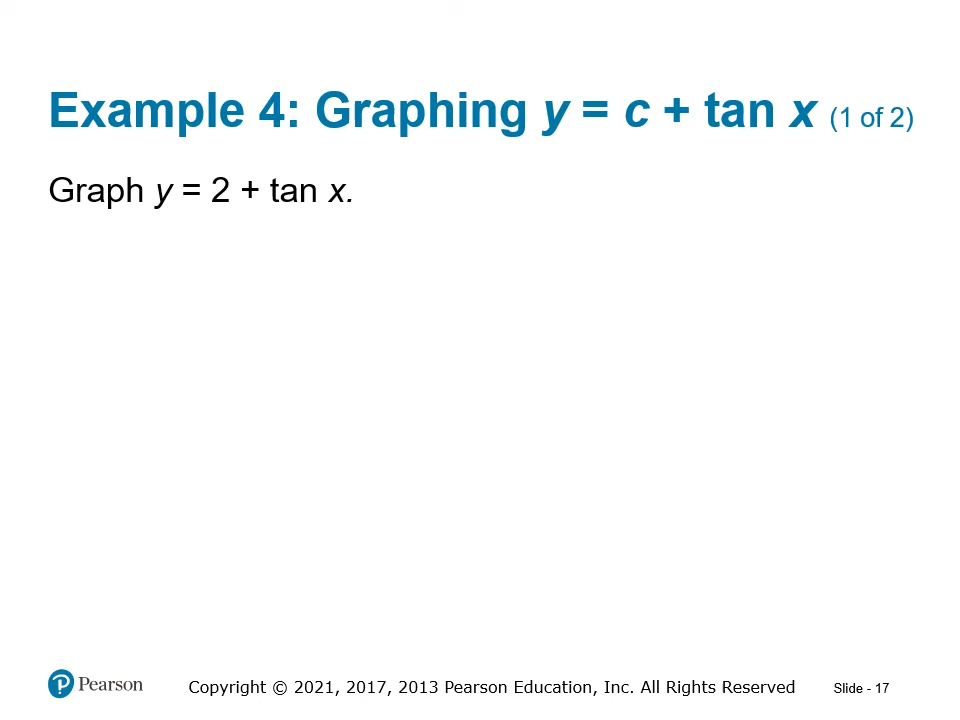 Example 4: Graphing y = c + tan x (1 of 2)
Graph y = 2 + tan x.
Pearson
Copyright © 2021, 2017, 2013 Pearson Education, Inc. All Rights Reserved
Slide - 17